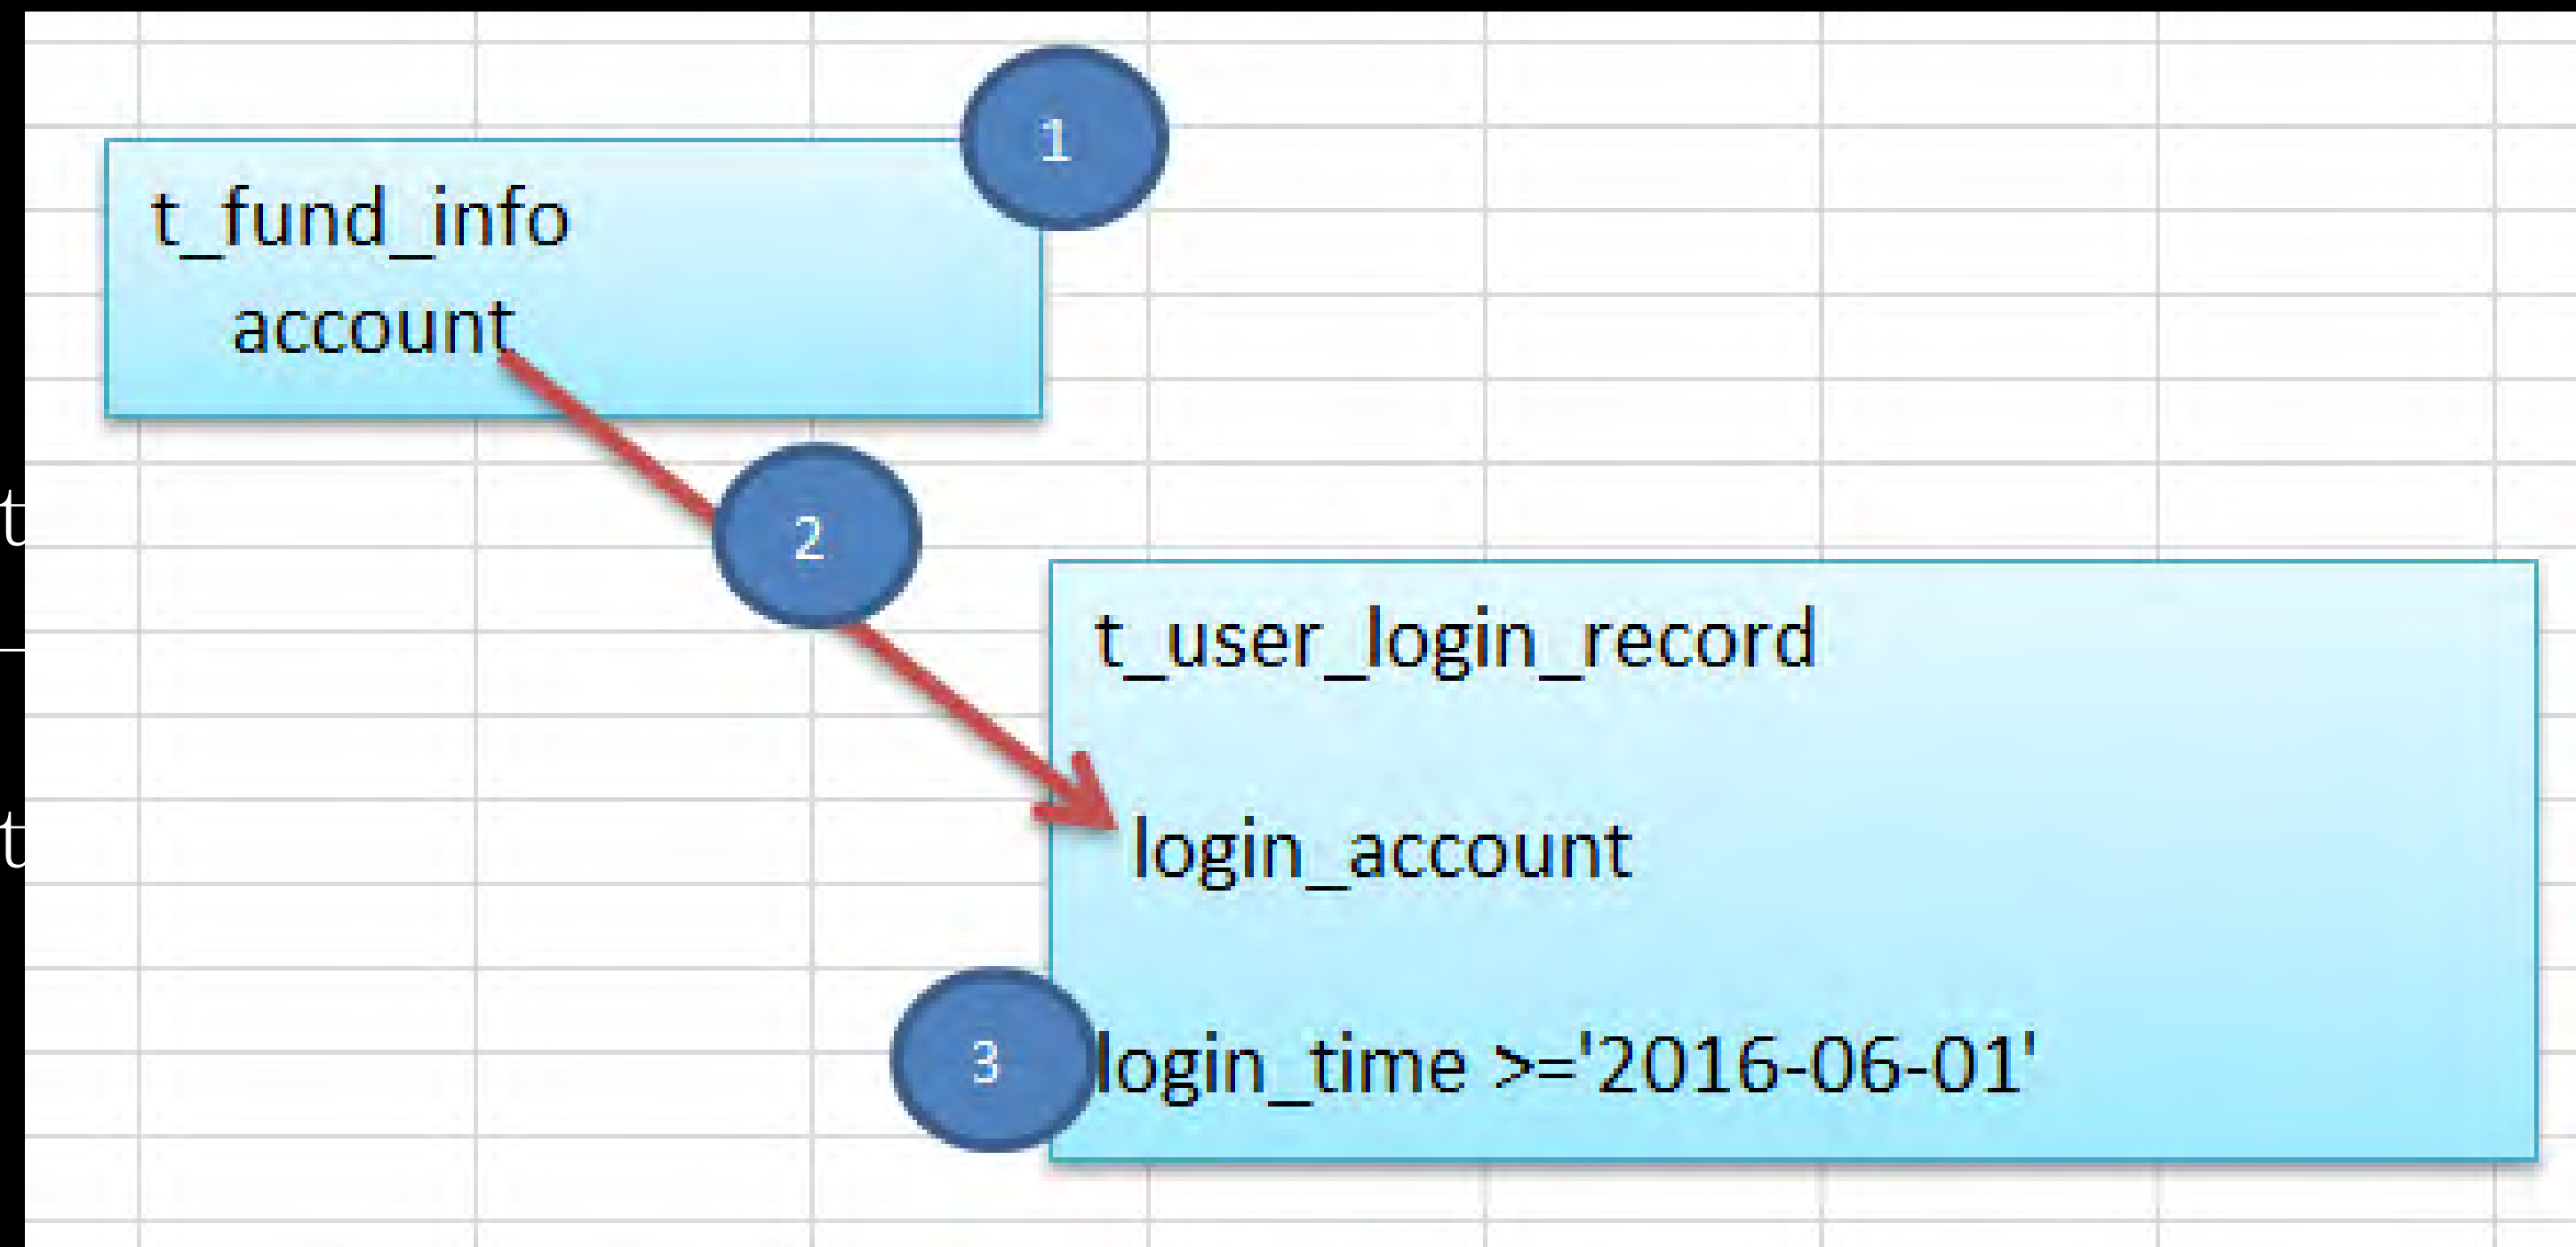 1
t_fund_info
account
2
t
t_user_login_record
login_account
t
3
login_time >='2016-06-01'